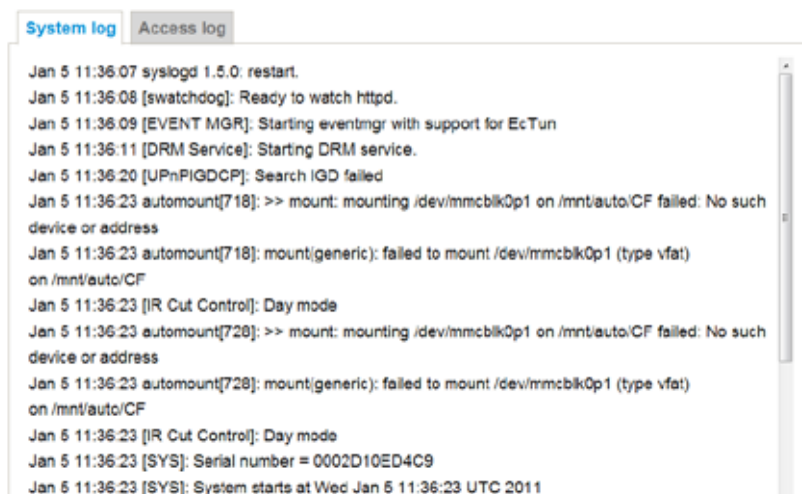 System log Access log
Jan 5 11:36:07 syslogd 1.5.0: restart.
Jan 5 11:36:08 [swatchdog]: Ready to watch httpd.
Jan 5 11:36:09 [EVENT MGR]: Starting eventmgr with support for EcTun
Jan 5 11:36:11 [DRM Service]: Starting DRM service.
Jan 5 11:36:20 [UPnPIGDCP]: Search IGD failed
Jan 5 11:36:23 automount[718]: >> mount: mounting /dev/mmcblk0p1 on /mnt/auto/CF failed: No such
device or address
Jan 5 11:36:23 automount[718]: mount(generic): failed to mount /dev/mmcblk0p1 (type vfat)
on /mnt/auto/CF
Jan 5 11:36:23 [IR Cut Control]: Day mode
Jan 5 11:36:23 automount[728]: >> mount: mounting /dev/mmcblk0p1 on /mnt/auto/CF failed: No such
device or address
Jan 5 11:36:23 automount[728]: mount(generic): failed to mount /dev/mmcblk0p1 (type vfat)
on /mnt/auto/CF
Jan 5 11:36:23 [IR Cut Control]: Day mode
Jan 5 11:36:23 [SYS]: Serial number = 0002D10ED4C9
Jan 5 11:36:23 [SYS]: System starts at Wed Jan 5 11:36:23 UTC 2011